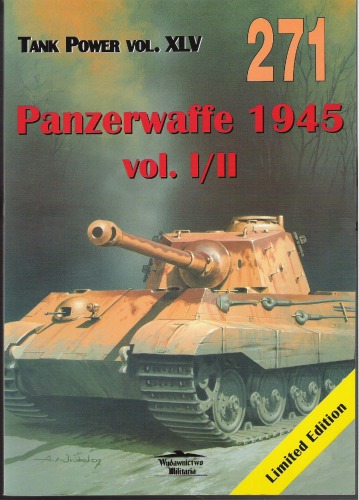 TANK POWER VOL. XLV
271
Panzerwaffe 1945
vol. I/II
Limited Edition
Wydawnictwo
Militaria